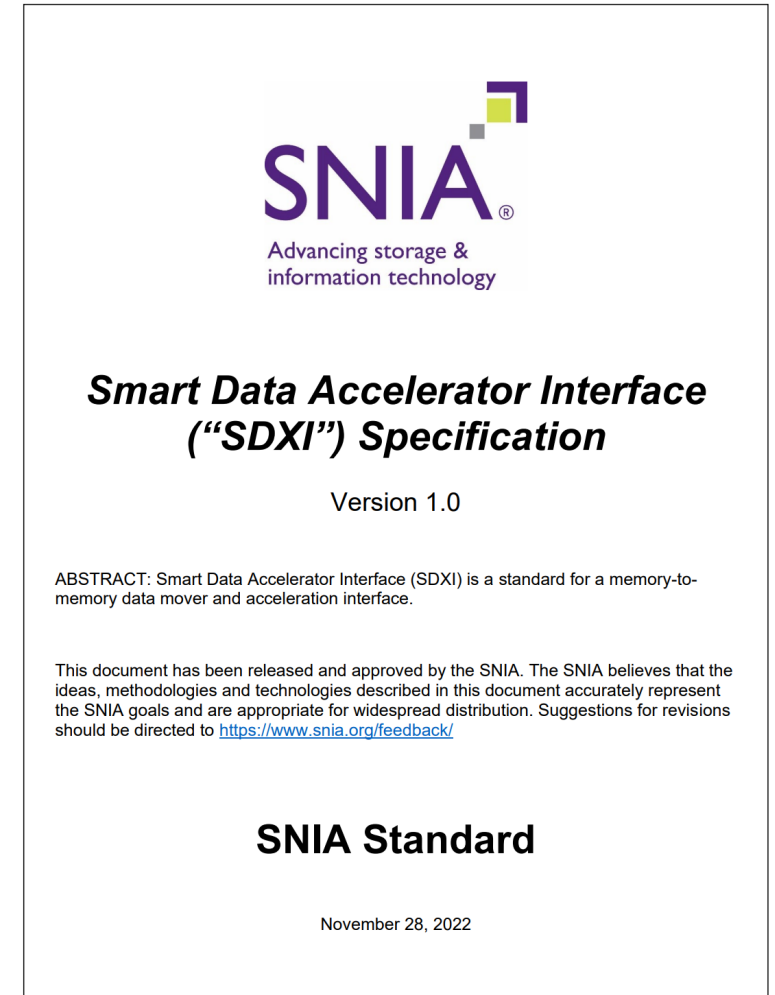 SNIA®
Advancing storage &
information technology
Smart Data Accelerator Interface
(“SDXI”) Specification
Version 1.0
ABSTRACT: Smart Data Accelerator Interface (SDXI) is a standard for a memory-to-
memory data mover and acceleration interface.
This document has been released and approved by the SNIA. The SNIA believes that the
ideas, methodologies and technologies described in this document accurately represent
the SNIA goals and are appropriate for widespread distribution. Suggestions for revisions
should be directed to https://www.snia.org/feedback/
SNIA Standard
November 28, 2022